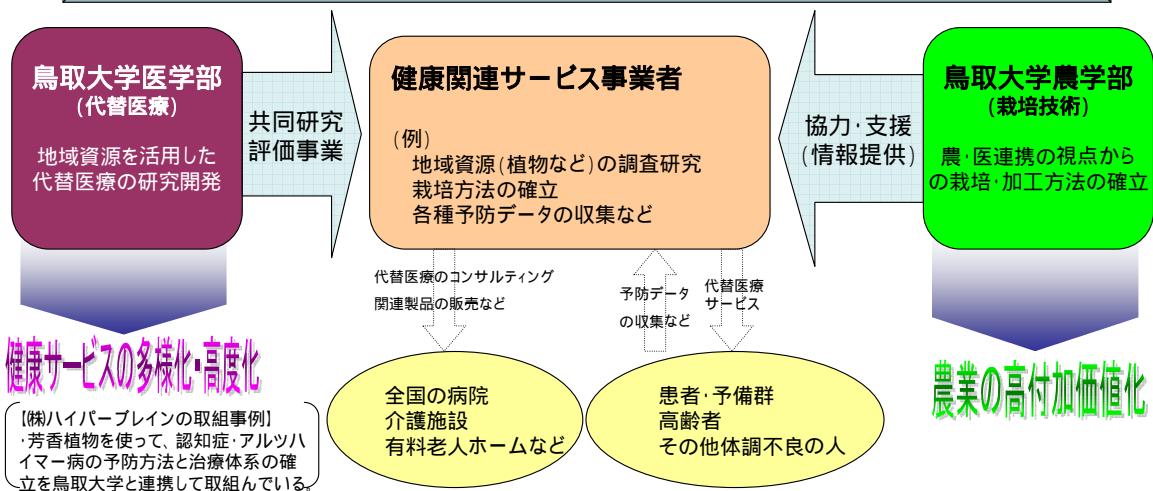 鳥取大学医学部
(代替医療)
地域資源を活用した
代替医療の研究開発
共同研究
評価事業
健康関連サービス事業者
(例)
地域資源(植物など)の調査研究
栽培方法の確立
各種予防データの収集など
協力・支援
(情報提供)
鳥取大学農学部
(栽培技術)
農・医連携の視点から
の栽培・加工方法の確立
代替医療のコンサルティング
関連製品の販売など
予防データ
の収集など
代替医療
サービス
健康サービスの多様化・高度化
【㈱ハイパーブレインの取組事例】
・芳香植物を使って、認知症・アルツハ
イマー病の予防方法と治療体系の確
立を鳥取大学と連携して取組んでいる。
全国の病院
介護施設
有料老人ホームなど
患者・予備群
高齢者
その他体調不良の人
農業の高付加価値化